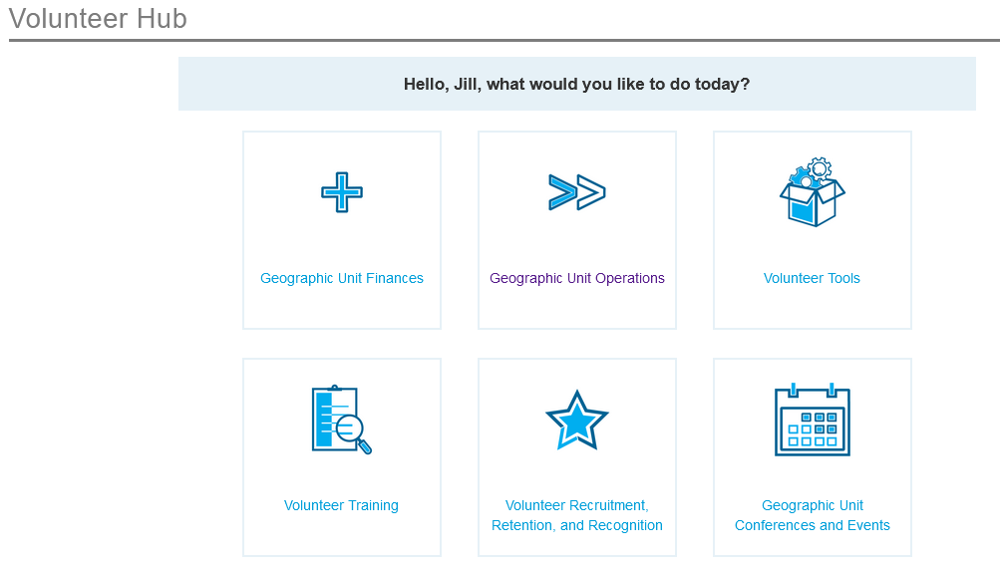 Volunteer Hub
Hello, Jill, what would you like to do today?
Geographic Unit Finances
Geographic Unit Operations
Volunteer Tools
Volunteer Training
Volunteer Recruitment,
Retention, and Recognition
Geographic Unit
Conferences and Events